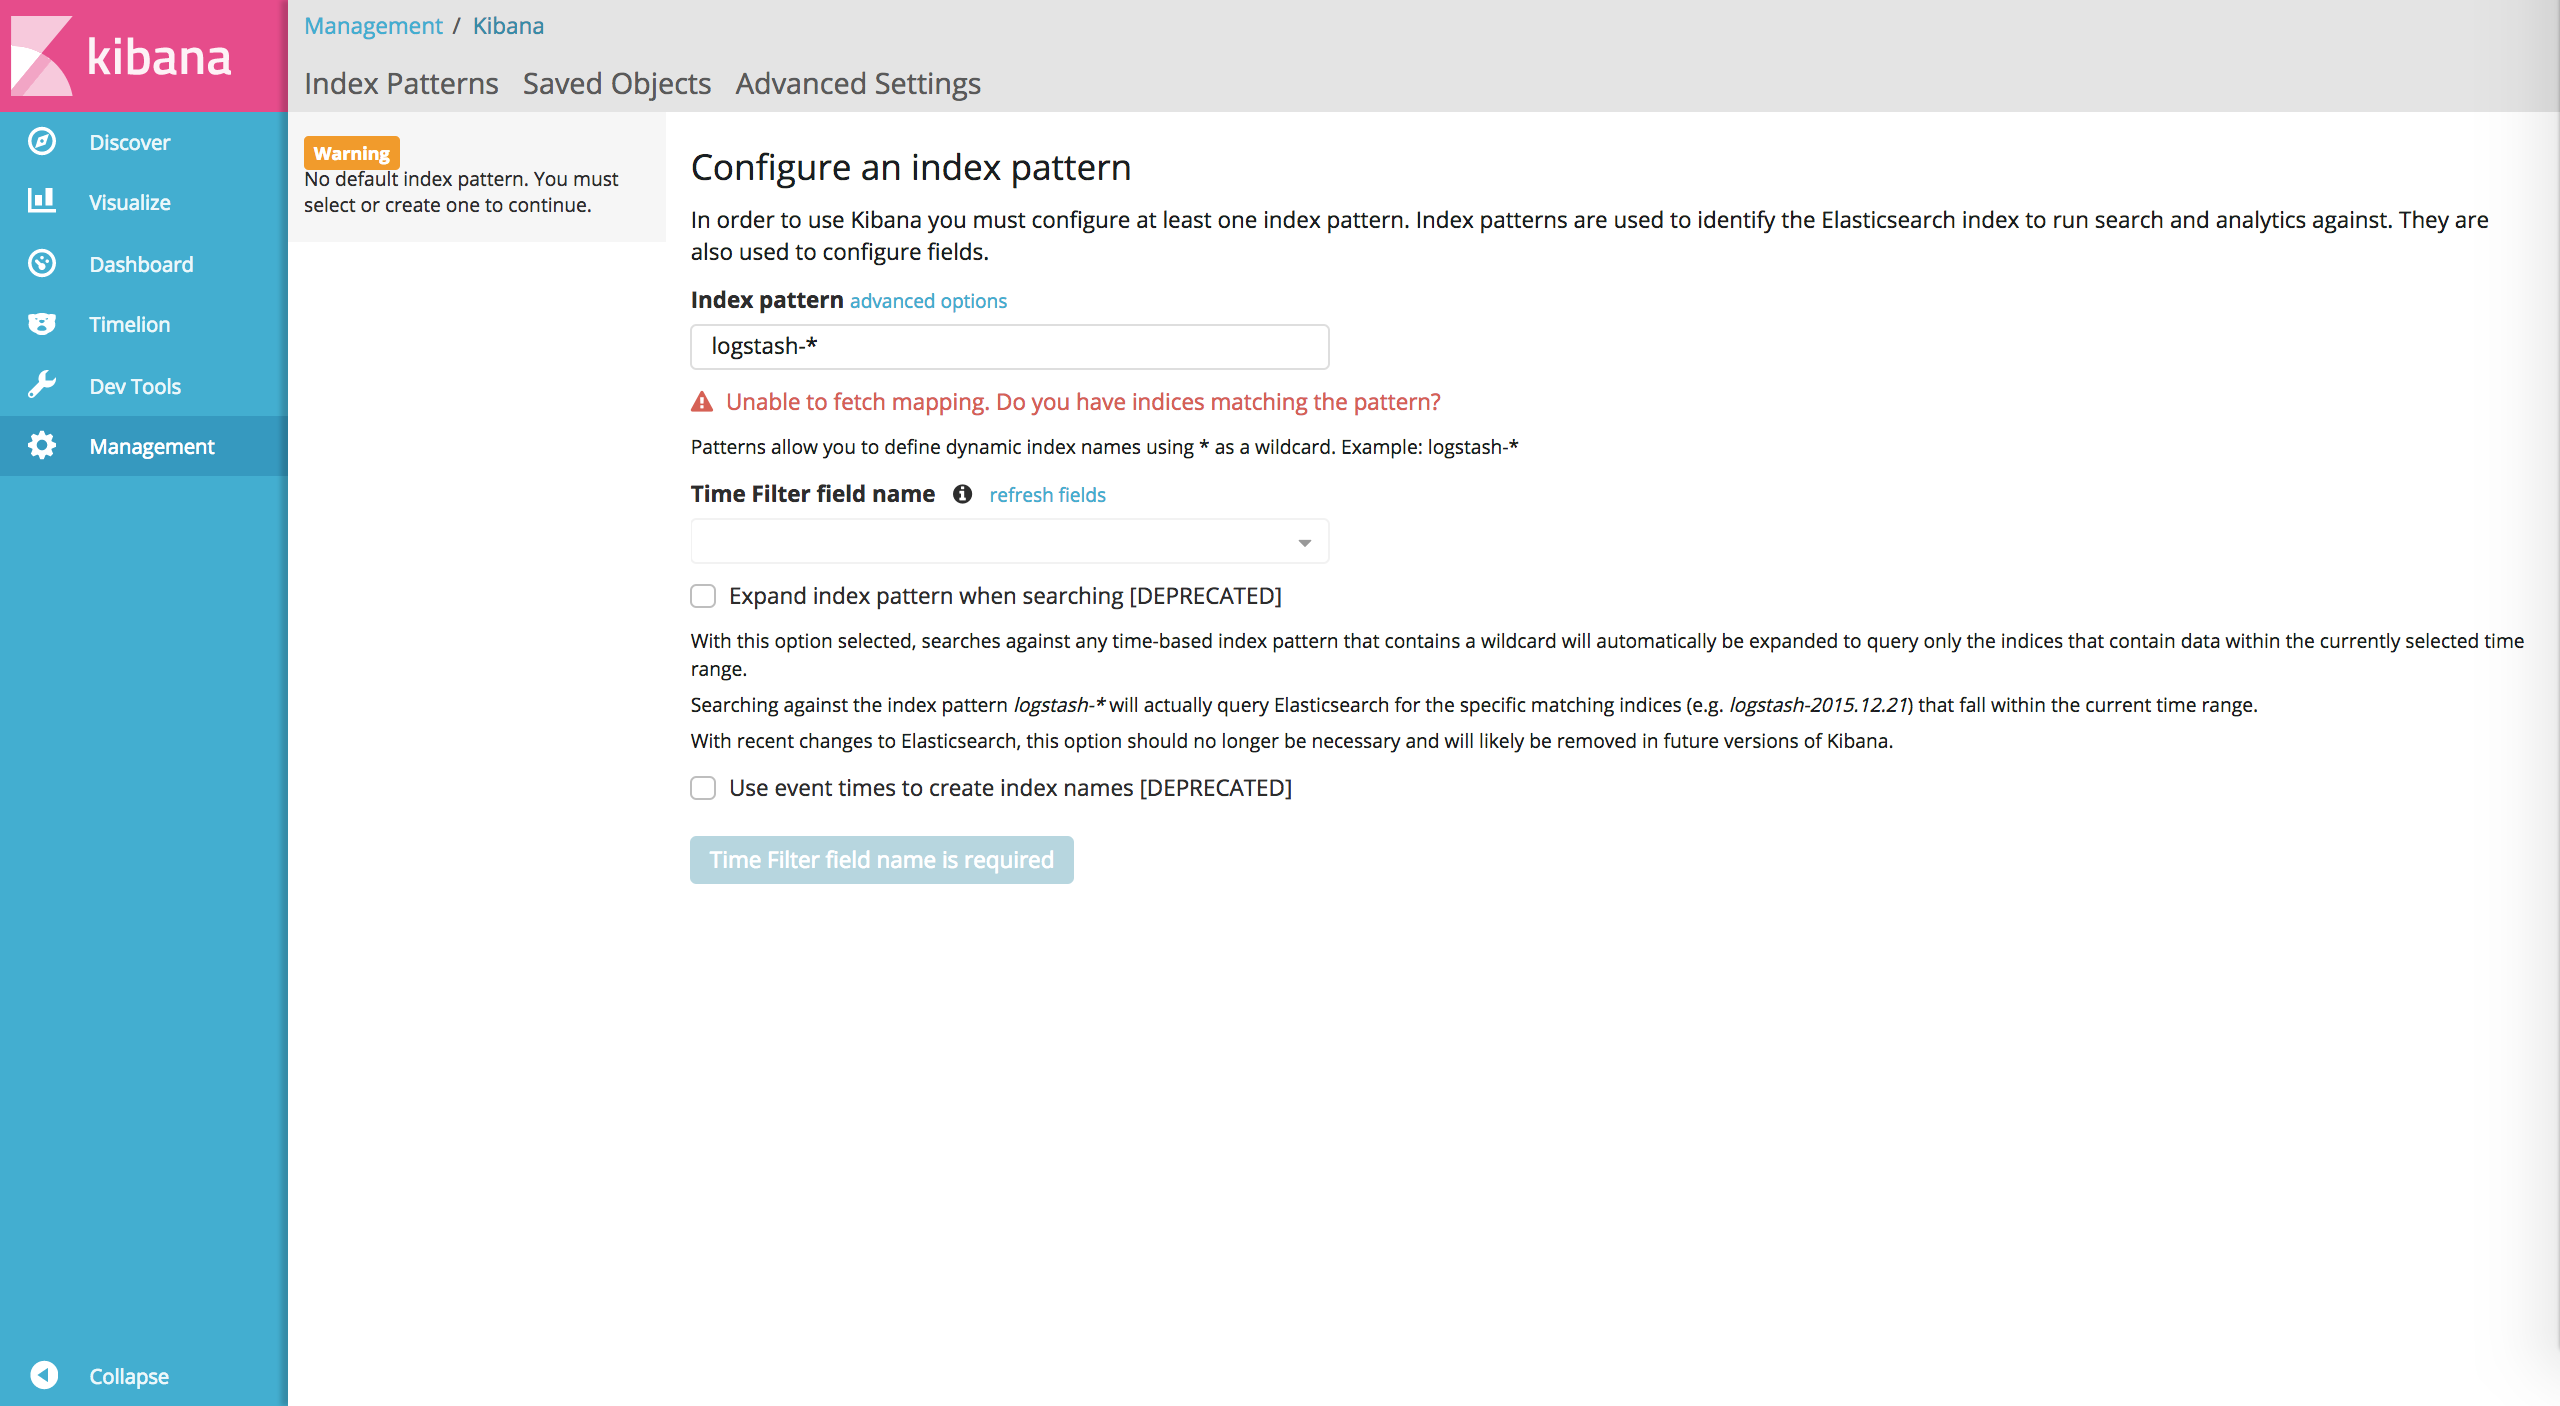 kibana
Discover
Visualize
Dashboard
Timelion
Dev Tools
Management
Collapse
Management / Kibana
Index Patterns Saved Objects Advanced Settings
Warning
No default index pattern. You must
select or create one to continue.
Configure an index pattern
In order to use Kibana you must configure at least one index pattern. Index patterns are used to identify the Elasticsearch index to run search and analytics against. They are
also used to configure fields.
Index pattern advanced options
logstash-*
Unable to fetch mapping. Do you have indices matching the pattern?
Patterns allow you to define dynamic index names using * as a wildcard. Example: logstash-*
Time Filter field name refresh fields
Expand index pattern when searching [DEPRECATED]
With this option selected, searches against any time-based index pattern that contains a wildcard will automatically be expanded to query only the indices that contain data within the currently selected time
range.
Searching against the index pattern logstash-* will actually query Elasticsearch for the specific matching indices (e.g. logstash-2015.12.21) that fall within the current time range.
With recent changes to Elasticsearch, this option should no longer be necessary and will likely be removed in future versions of Kibana.
Use event times to create index names [DEPRECATED]
Time Filter field name is required